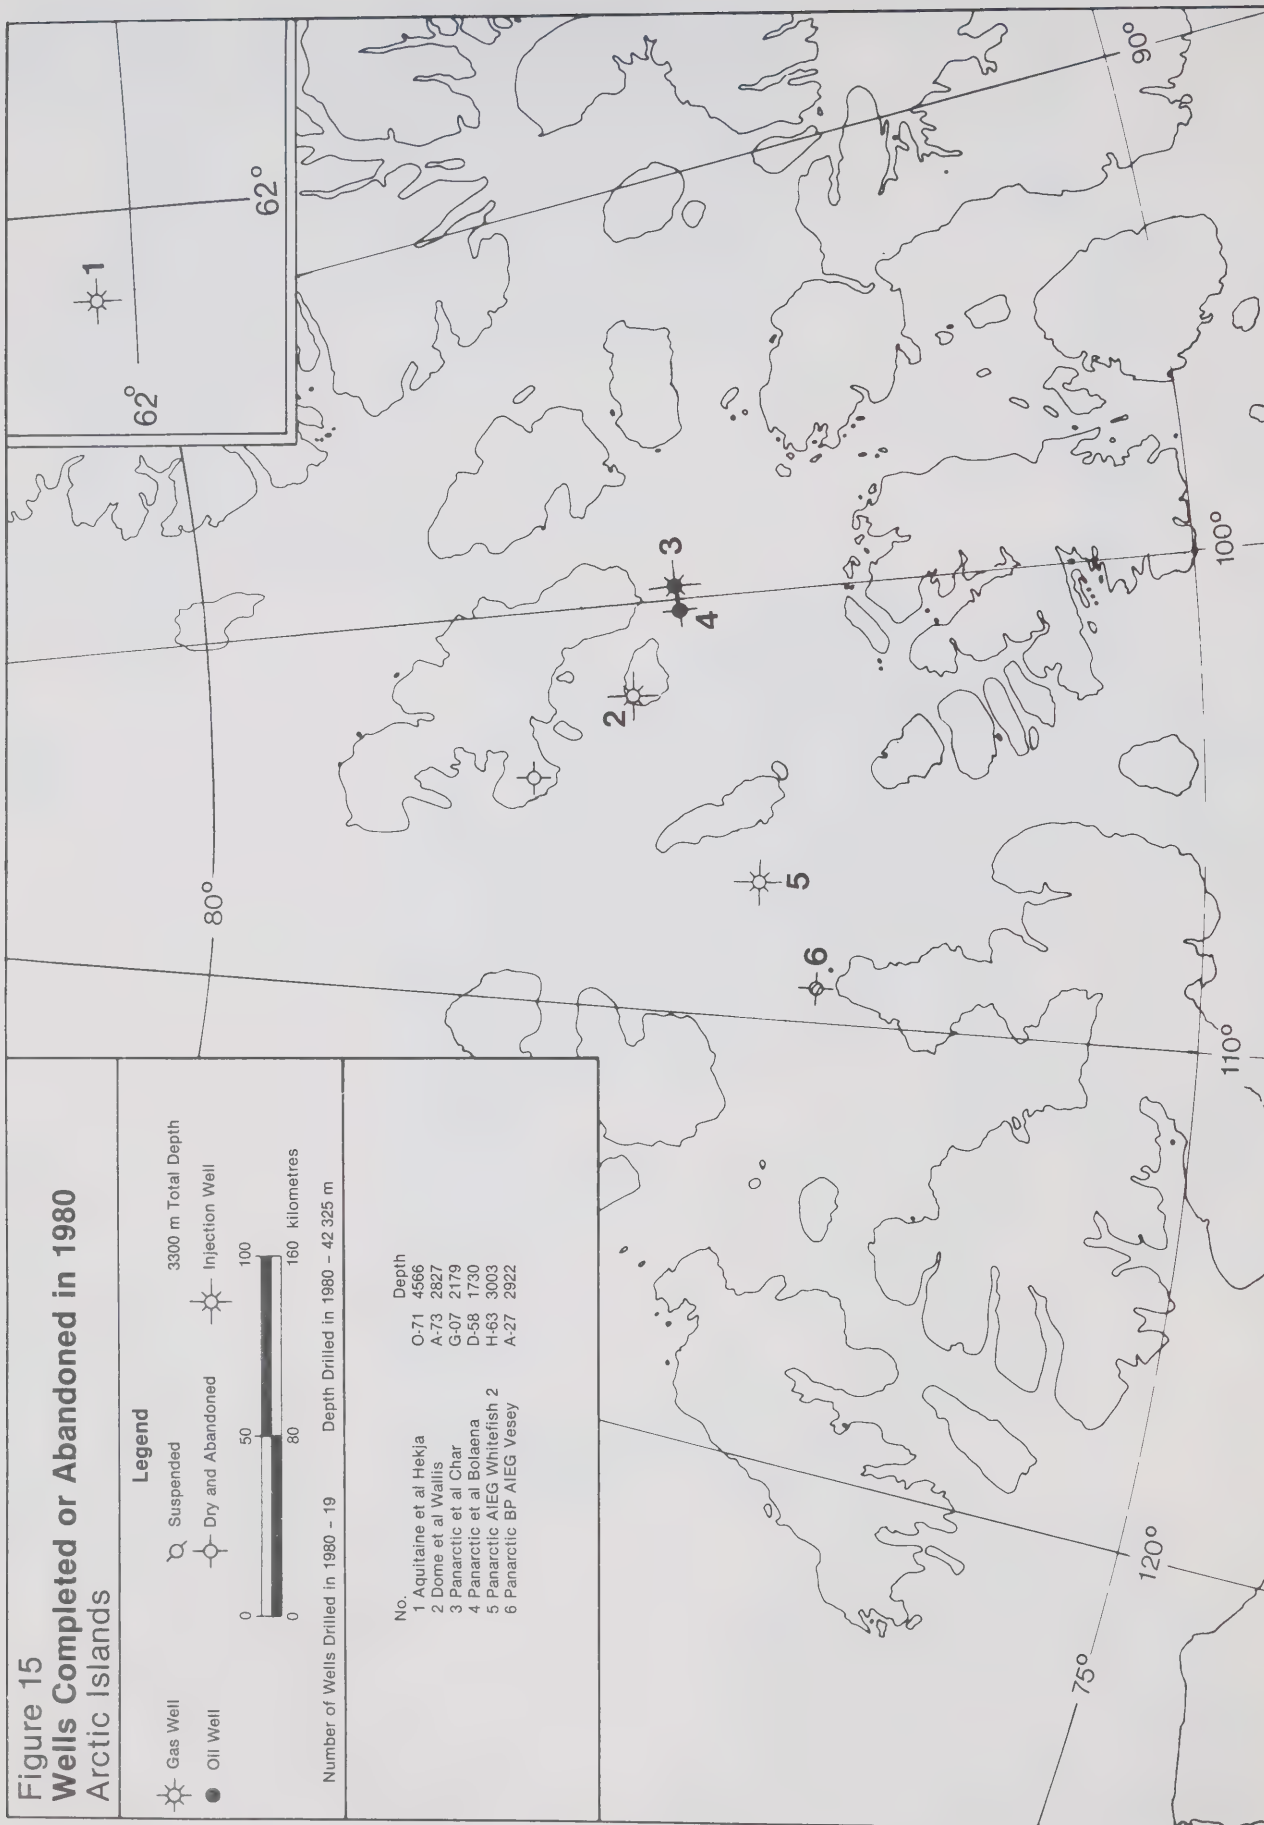 Figure 15
Wells Completed or Abandoned in 1980
Arctic Islands
Legend
Gas Well
Suspended
3300 m Total Depth
Oil Well
Dry and Abandoned
Injection Well
0 50 100
0 80 160 kilometres
Number of Wells Drilled in 1980 - 19 Depth Drilled in 1980 - 42 325 m
No. Depth
1 Aquitaine et al Hekja O-71 4566
2 Dome et al Wallis A-73 2827
3 Panarctic et al Char G-07 2179
4 Panarctic et al Bolaena D-58 1730
5 Panarctic AIEG Whitefish 2 H-63 3003
6 Panarctic BP AIEG Vesey A-27 2922
80°
62°
62°
1
2
3
4
5
6
75°
120°
110°
100°
90°